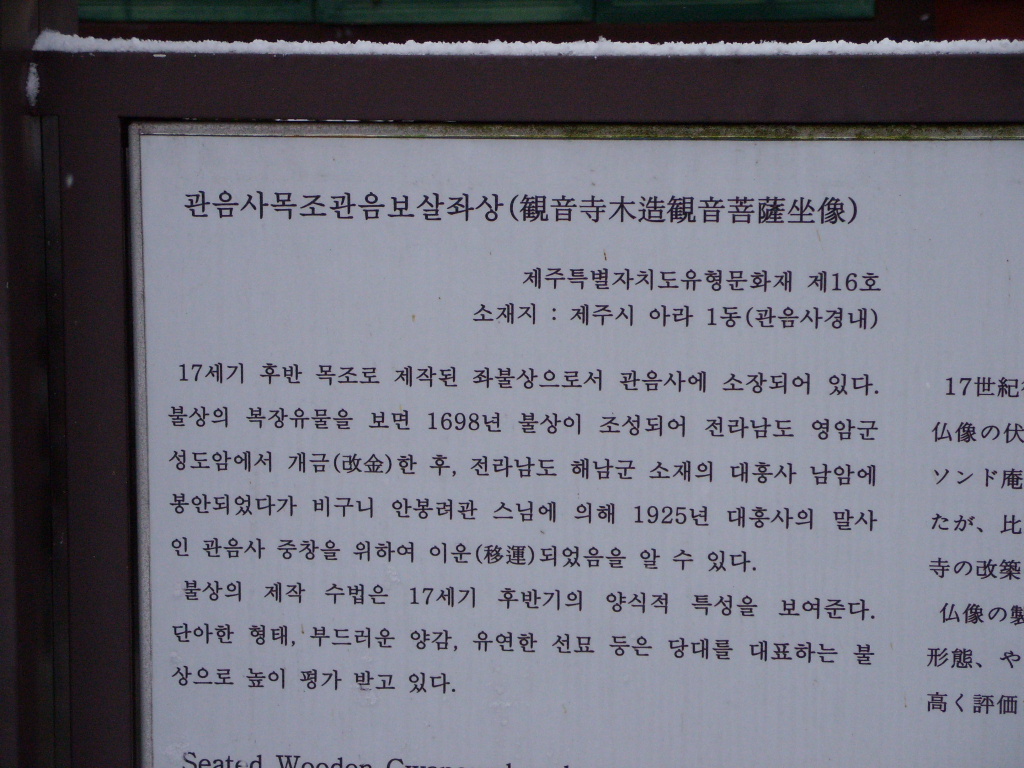 관음사목조관음보살좌상(観音寺木造観音菩薩坐像)
제주특별자치도유형문화재 제16호
소재지 : 제주시 아라 1동(관음사경내)
17세기 후반 목조로 제작된 좌불상으로서 관음사에 소장되어 있다.
불상의 복장유물을 보면 1698년 불상이 조성되어 전라남도 영암군
성도암에서 개금(改金)한 후, 전라남도 해남군 소재의 대흥사 남암에
봉안되었다가 비구니 안봉려관 스님에 의해 1925년 대흥사의 말사
인 관음사 중창을 위하여 이운(移運)되었음을 알 수 있다.
불상의 제작 수법은 17세기 후반기의 양식적 특성을 보여준다.
단아한 형태, 부드러운 양감, 유연한 선묘 등은 당대를 대표하는 불
상으로 높이 평가 받고 있다.
Seated Wooden
17世紀
仏像の伏
ソンド庵
たが、比
寺の改築
仏像の製
形態、や
高く評価